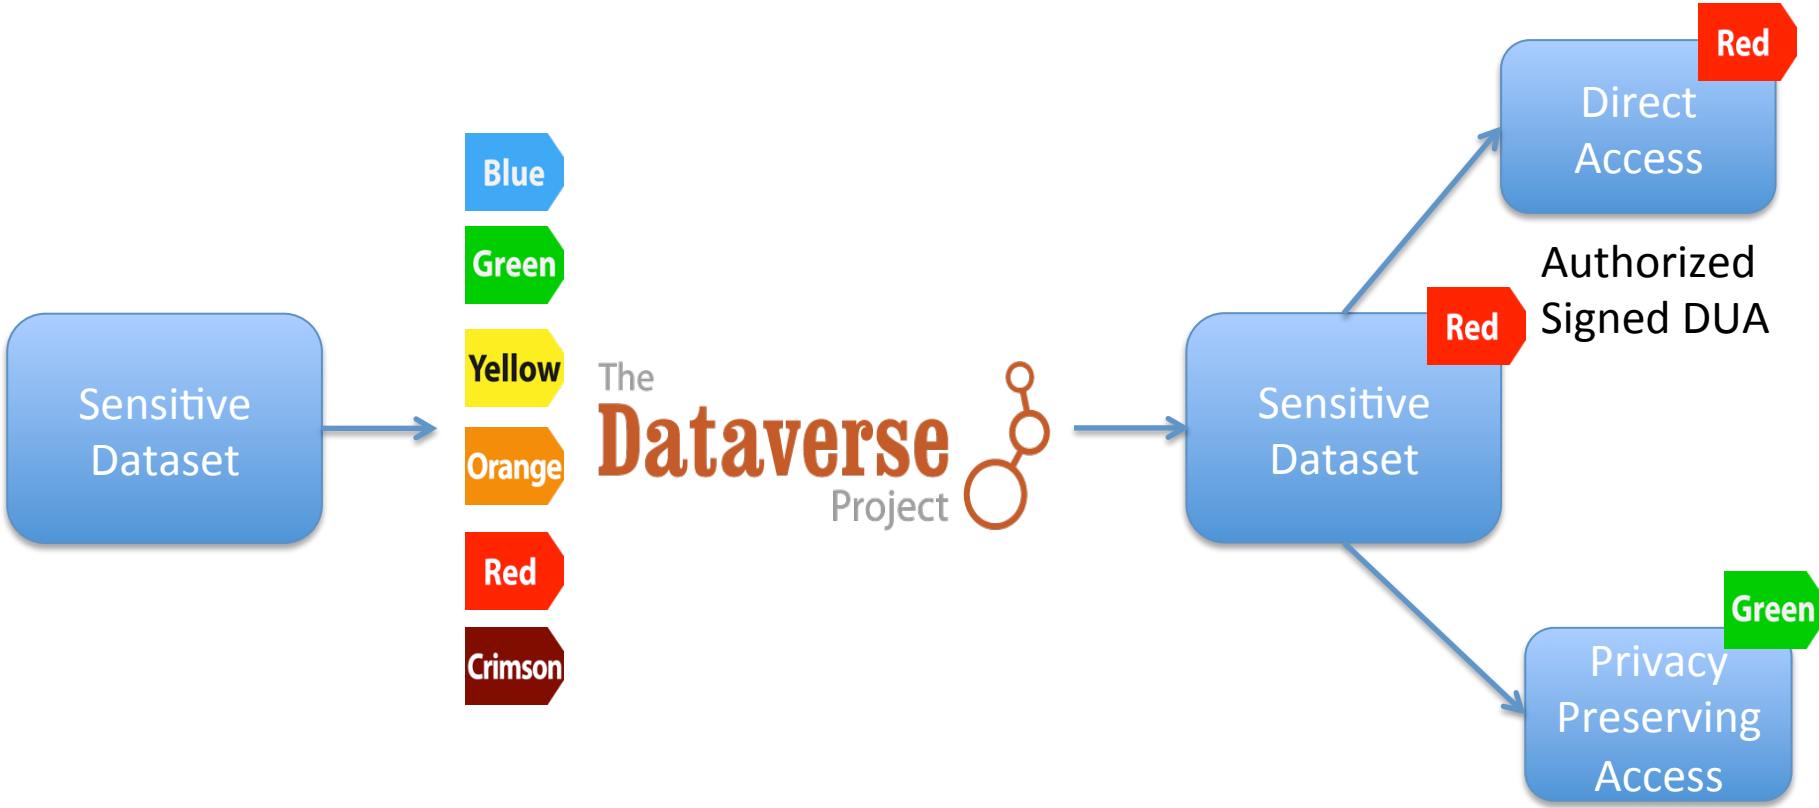 Sensitive
Dataset
Blue
Green
Yellow
Orange
Red
Crimson
The
Dataverse
Project
Red
Sensitive
Dataset
Red
Direct
Access
Authorized
Signed DUA
Green
Privacy
Preserving
Access